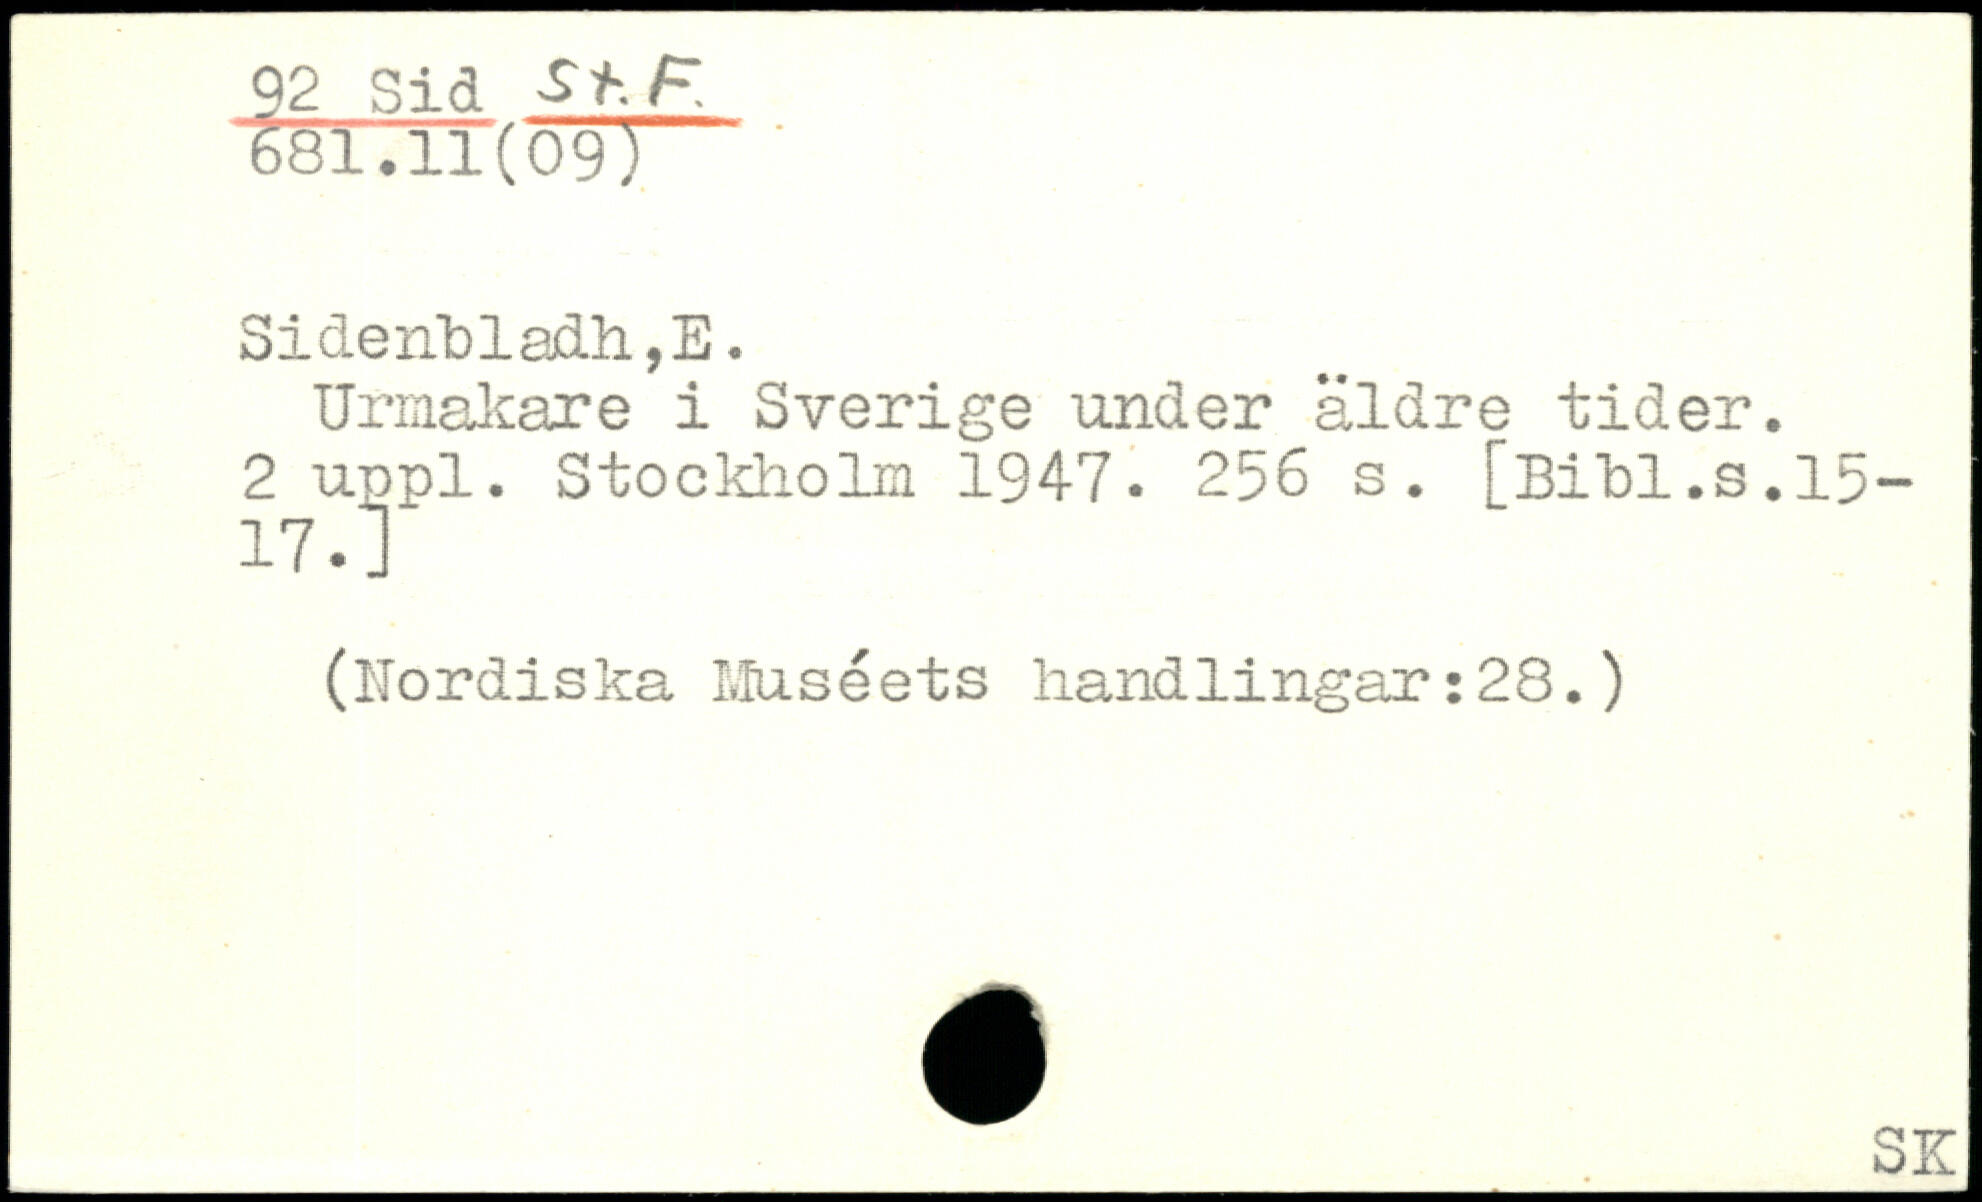 92 Sid St. F.
681.11(09)
Sidenbladh,E.
Urmakare i Sverige under äldre tider.
2 uppl. Stockholm 1947. 256 s. [Bibl.s.15-
17.]
(Nordiska Muséets handlingar:28.)
SK